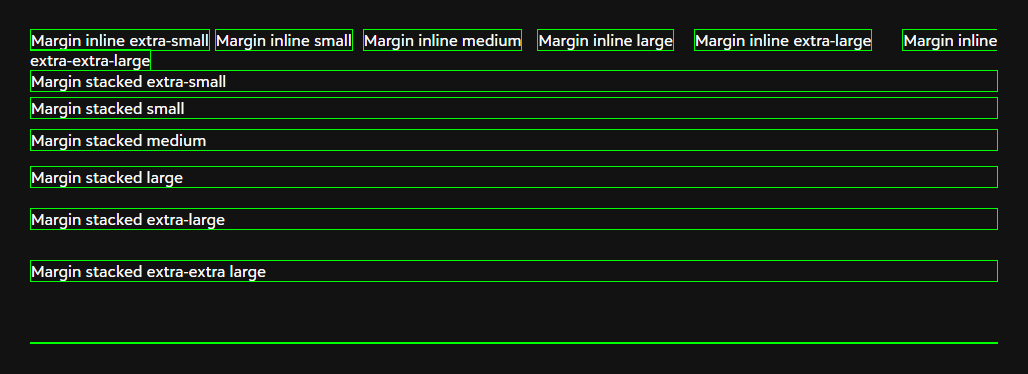 Margin inline extra-small Margin inline small Margin inline medium Margin inline large Margin inline extra-large Margin inline
extra-extra-large
Margin stacked extra-small
Margin stacked small
Margin stacked medium
Margin stacked large
Margin stacked extra-large
Margin stacked extra-extra large